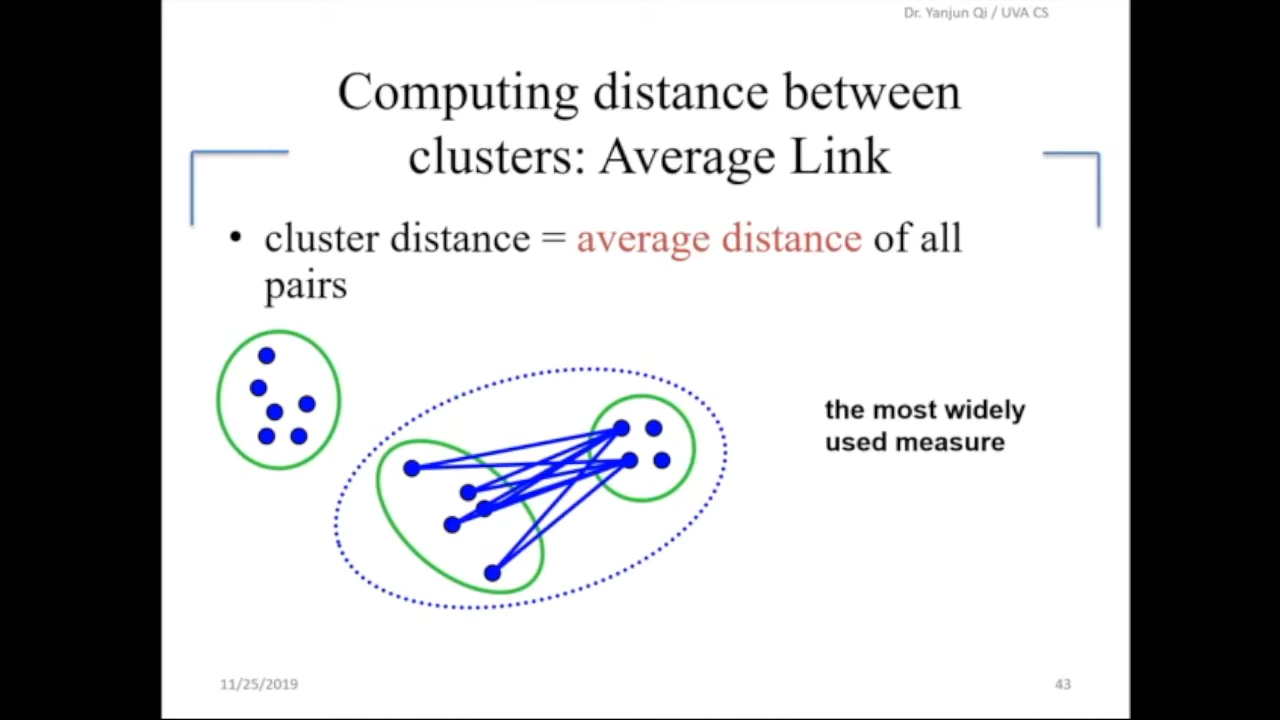 Dr. Yanjun Qi / UVA CS
Computing distance between
clusters: Average Link
• cluster distance = average distance of all
pairs
the most widely
used measure
11/25/2019
43